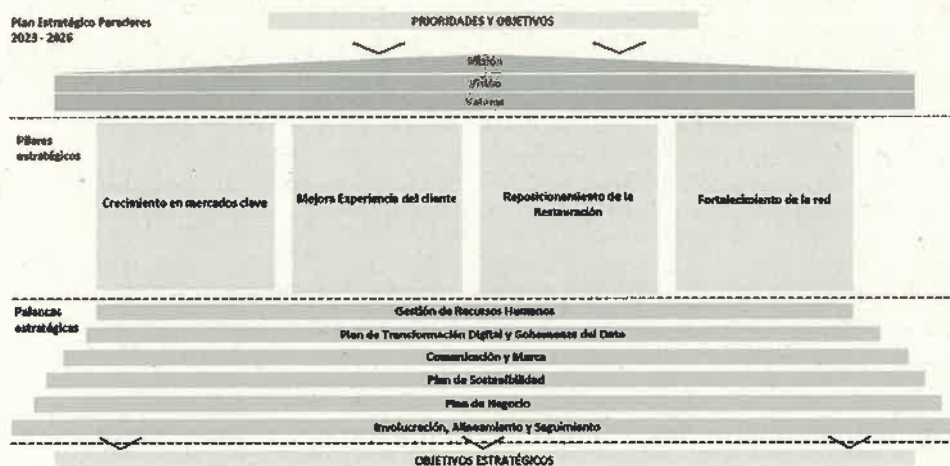 Plan Estratégico Paradores
2023 - 2026
PRIORIDADES Y OBJETIVOS
Misión
Visión
Valores
Pilares
estratégicos
Crecimiento en mercados clave
Mejora Experiencia del cliente
Reposicionamiento de la
Restauración
Fortalecimiento de la red
Palancas
estratégicas
Gestión de Recursos Humanos
Plan de Transformación Digital y Gobernanza del Dato
Comunicación y Marca
Plan de Sostenibilidad
Plan de Negocio
Involucración, Alineamiento y Seguimiento
OBJETIVOS ESTRATÉGICOS